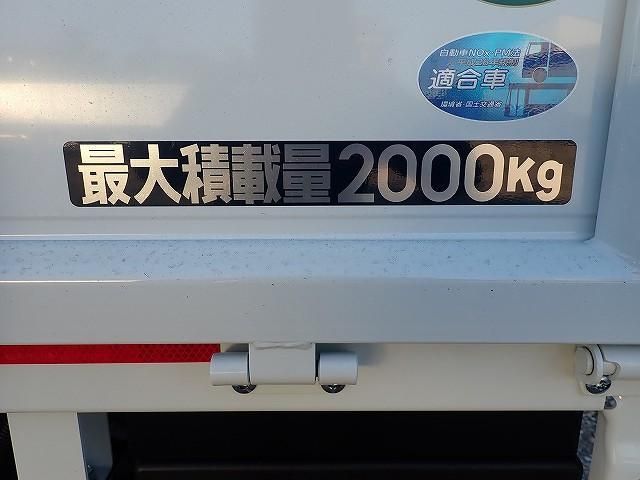 自動車NOx・PM法
適合車
環境省・国土交通省
最大積載量2000Kg